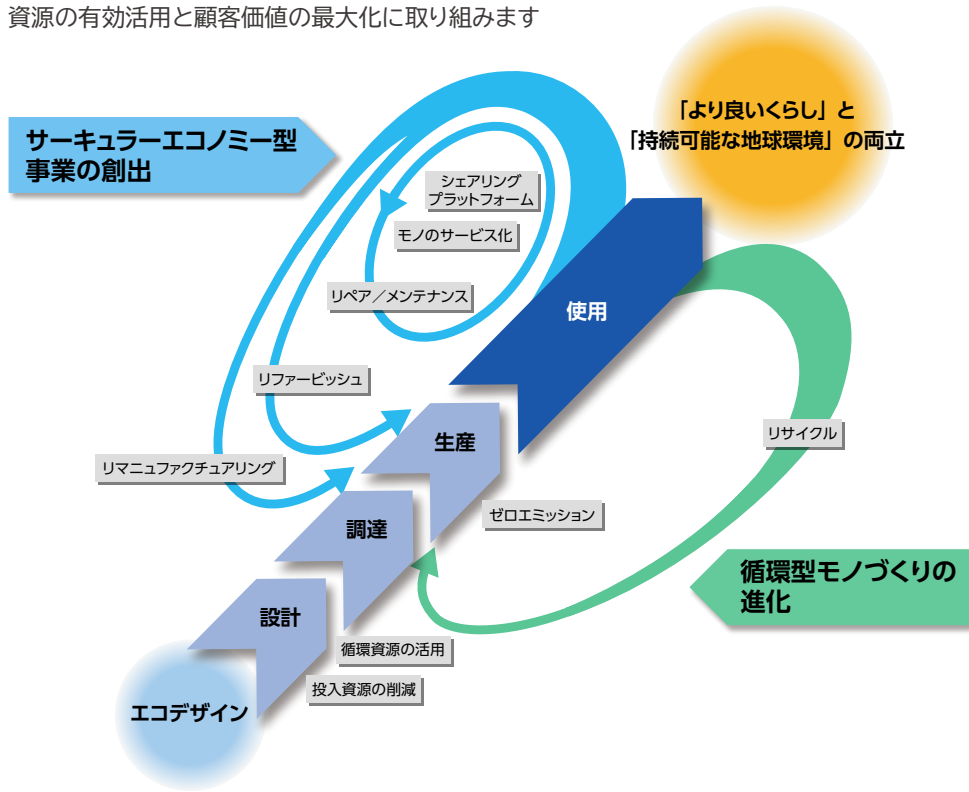 資源の有効活用と顧客価値の最大化に取り組みます
「より良いくらし」と
「持続可能な地球環境」の両立
サーキュラーエコノミー型
事業の創出
シェアリング
プラットフォーム
モノのサービス化
リペア／メンテナンス
使用
リファービッシュ
生産
リサイクル
リマニュファクチュアリング
ゼロエミッション
調達
循環型モノづくりの
進化
設計
循環資源の活用
投入資源の削減
エコデザイン